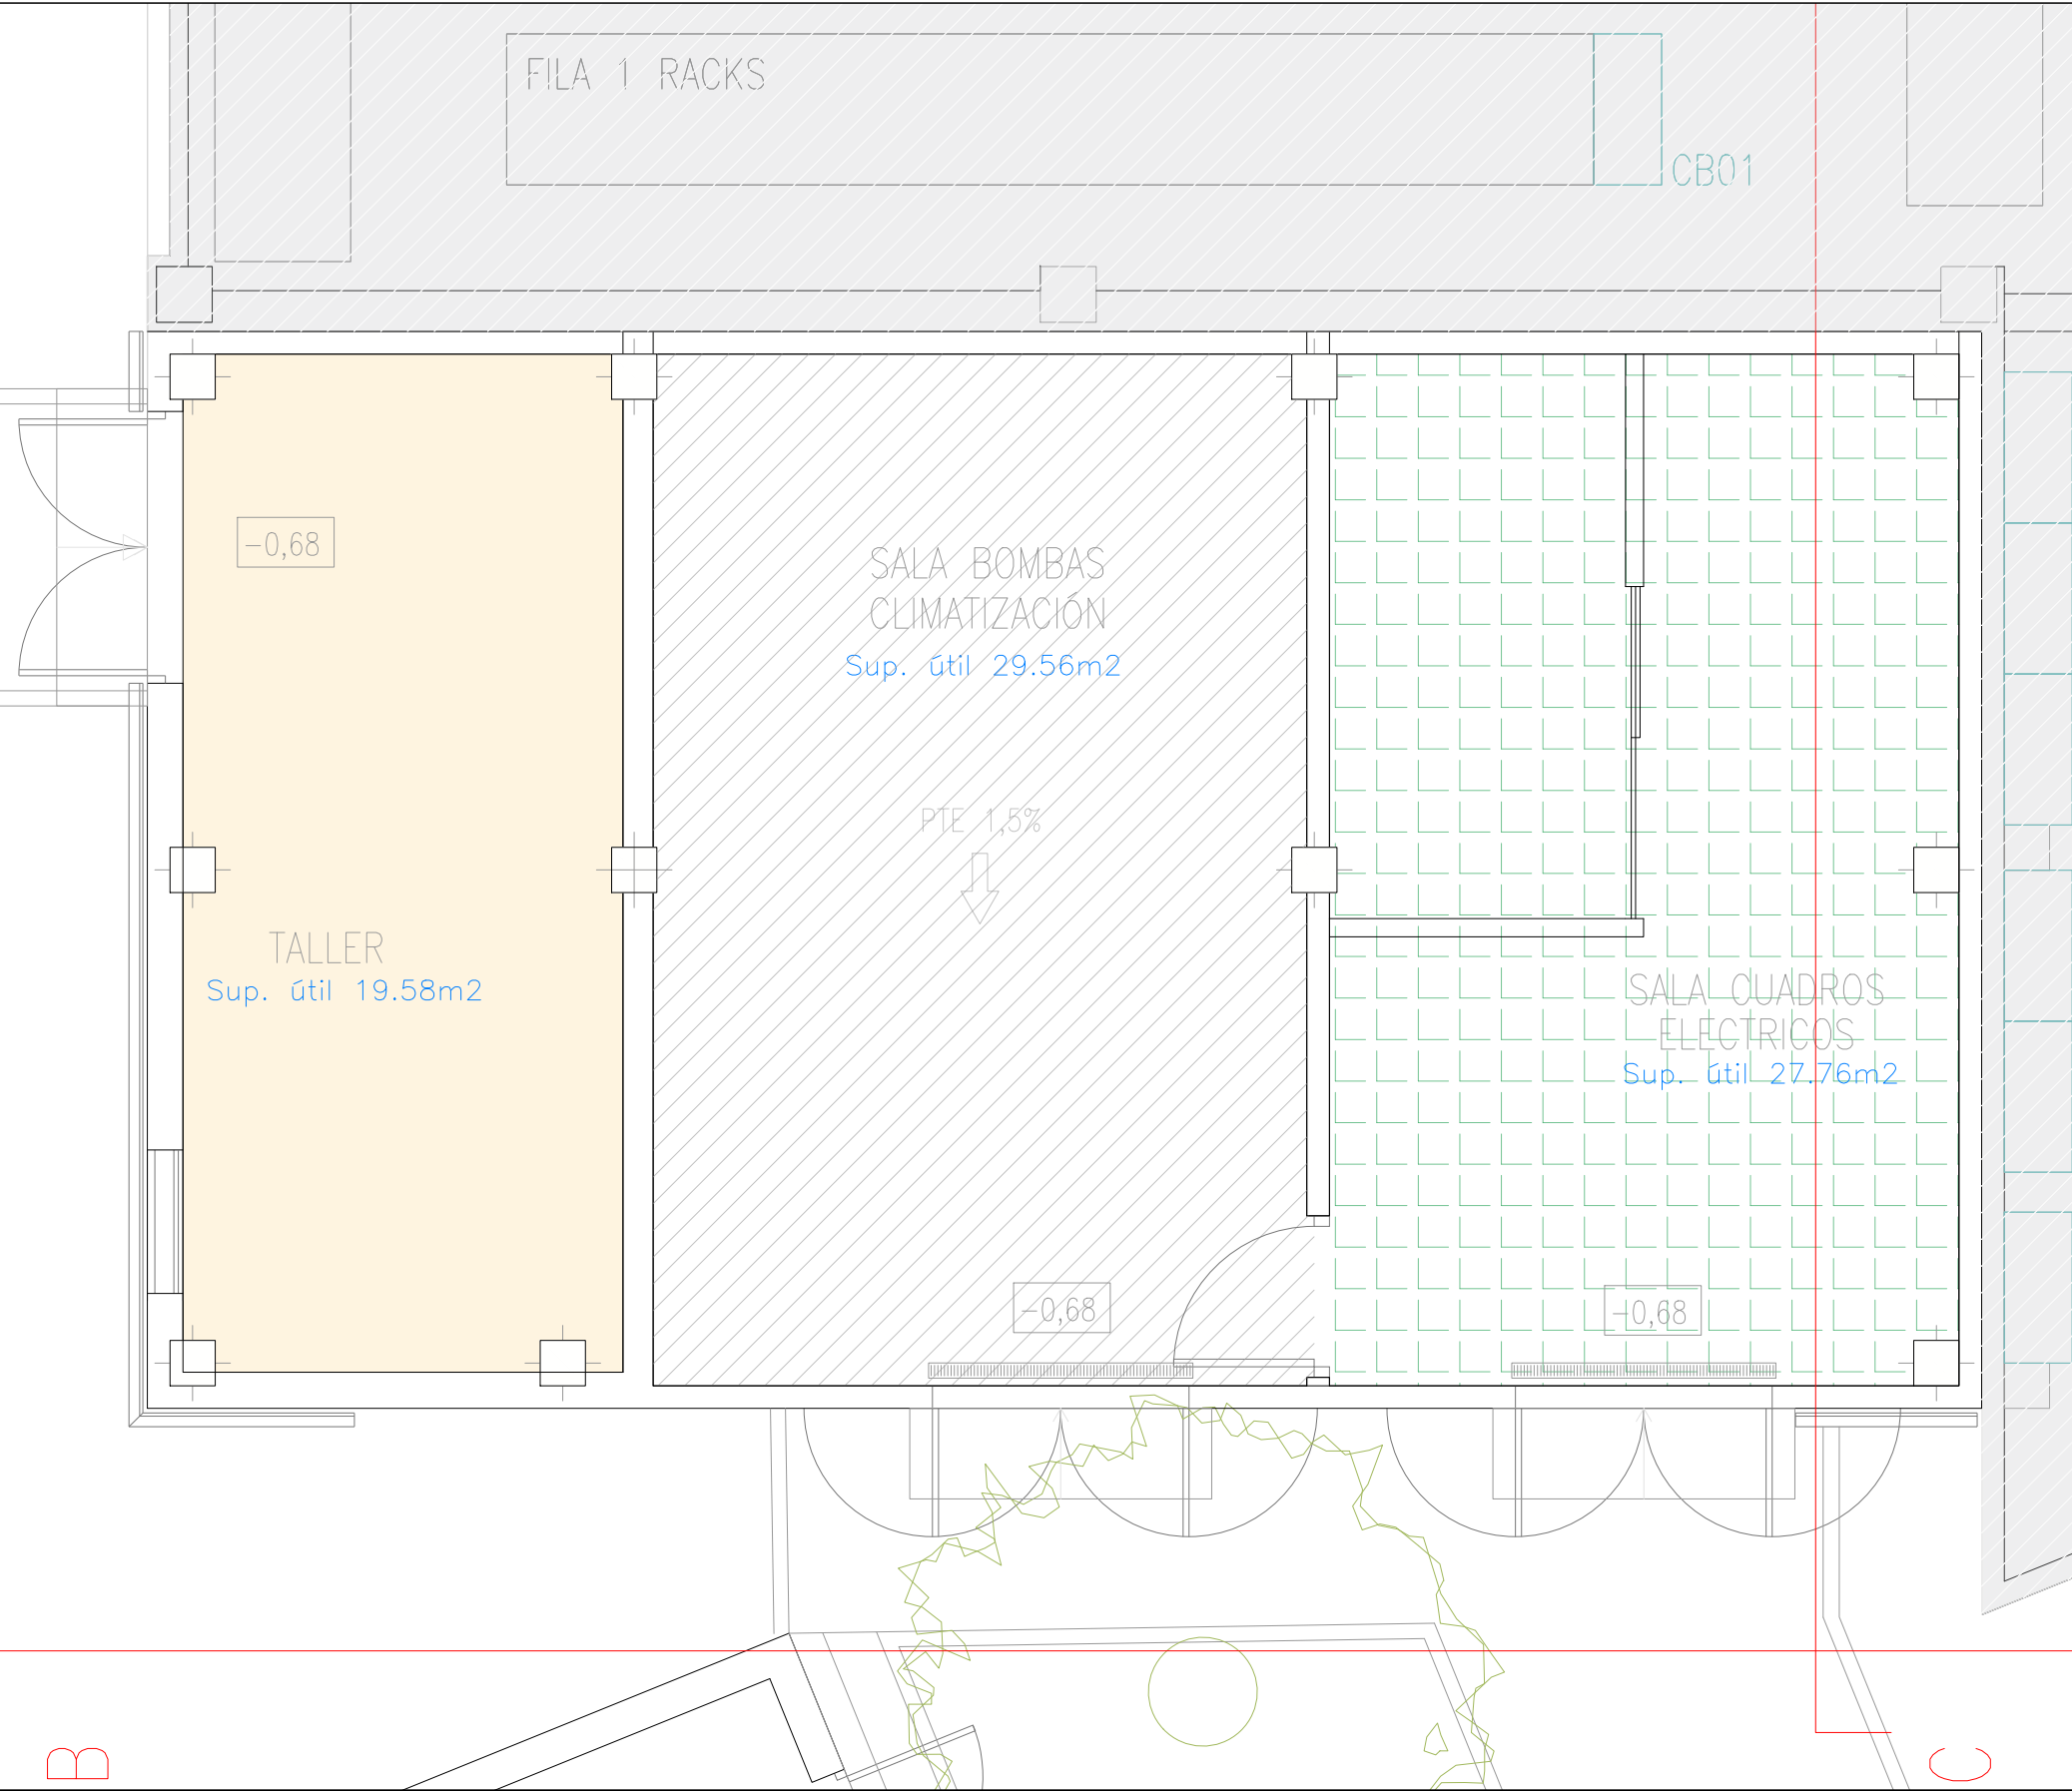 FILA 1 RACKS
CB01
-0,68
SALA BOMBAS
CLIMATIZACIÓN
Sup. útil 29.56m2
PTE 1,5%
TALLER
Sup. útil 19.58m2
SALA CUADROS
ELECTRICOS
Sup. útil 27.76m2
-0,68
-0,68
B
C